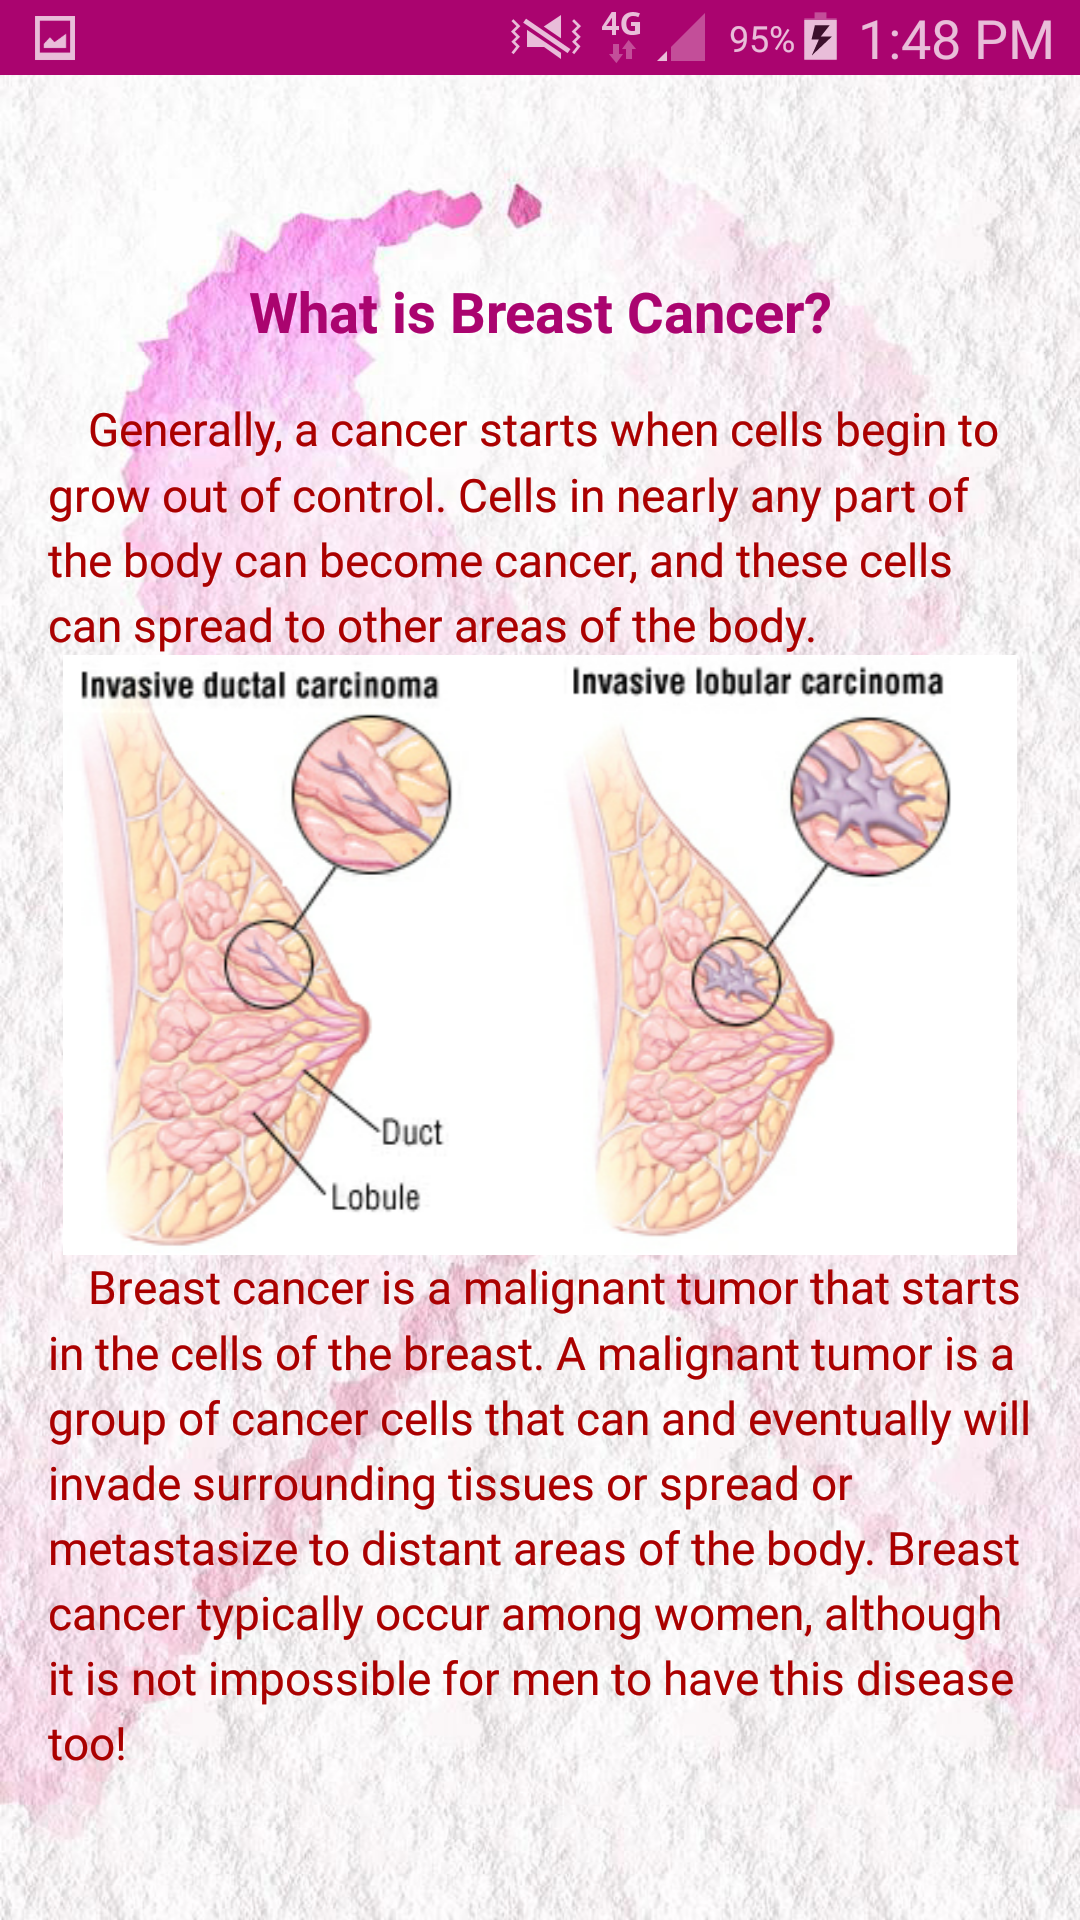 4G 95% 1:48 PM
What is Breast Cancer?
Generally, a cancer starts when cells begin to
grow out of control. Cells in nearly any part of
the body can become cancer, and these cells
can spread to other areas of the body.
Invasive ductal carcinoma
Invasive lobular carcinoma
Duct
Lobule
Breast cancer is a malignant tumor that starts
in the cells of the breast. A malignant tumor is a
group of cancer cells that can and eventually will
invade surrounding tissues or spread or
metastasize to distant areas of the body. Breast
cancer typically occur among women, although
it is not impossible for men to have this disease
too!